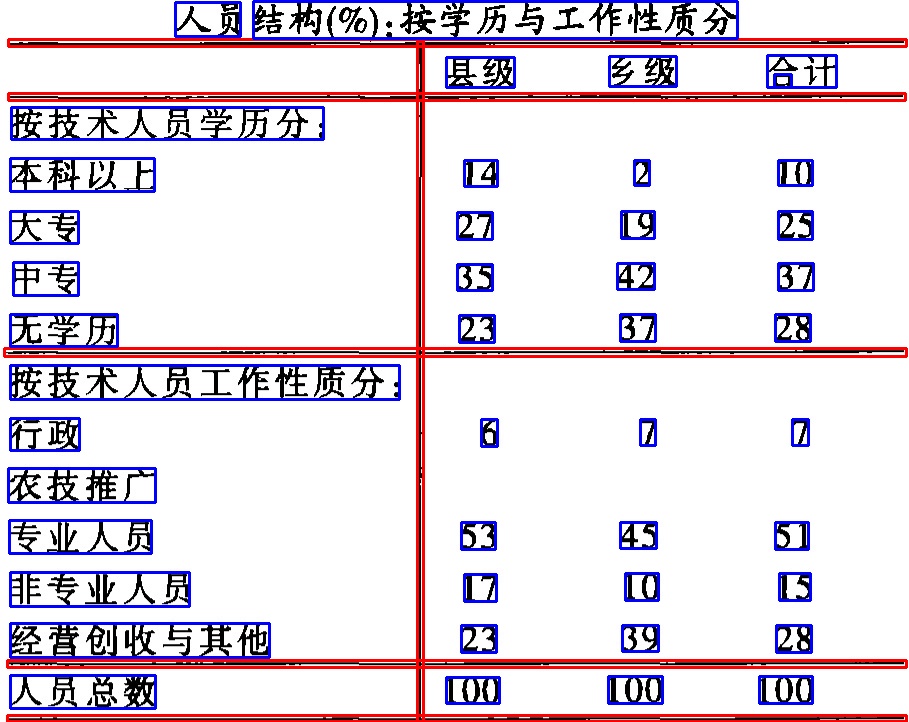 人员结构(%):按学历与工作性质分
县级 乡级 合计
按技术人员学历分:
本科以上 14 2 10
大专 27 19 25
中专 35 42 37
无学历 23 37 28
按技术人员工作性质分:
行政 6 7 7
农技推广
专业人员 53 45 51
非专业人员 17 10 15
经营创收与其他 23 39 28
人员总数 100 100 100